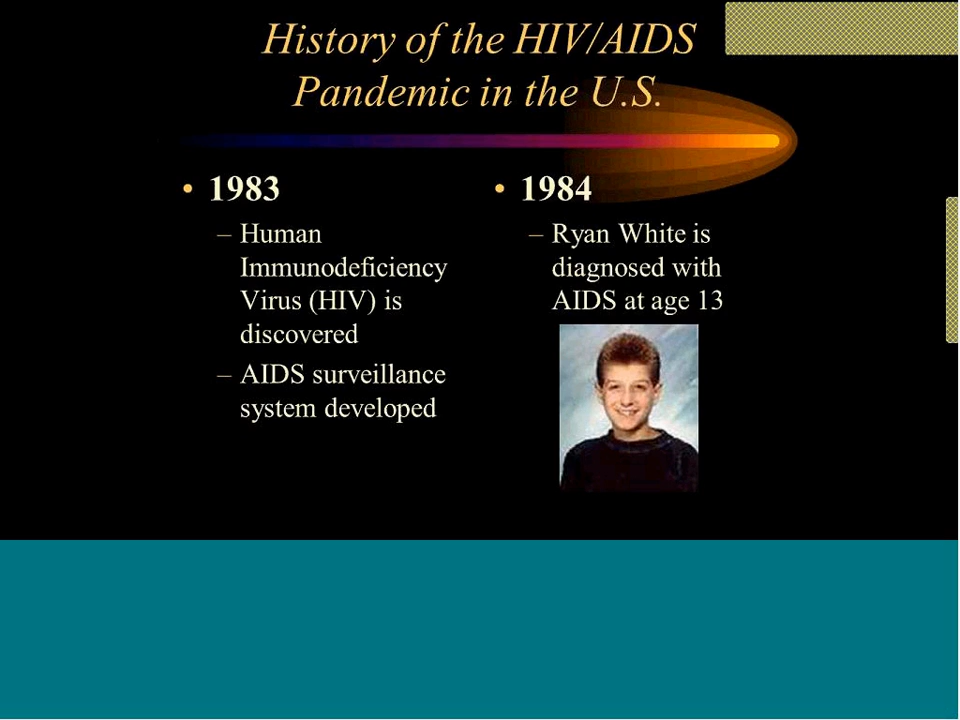 History of the HIV/AIDS
Pandemic in the U.S.
• 1983
– Human
Immunodeficiency
Virus (HIV) is
discovered
– AIDS surveillance
system developed
• 1984
– Ryan White is
diagnosed with
AIDS at age 13